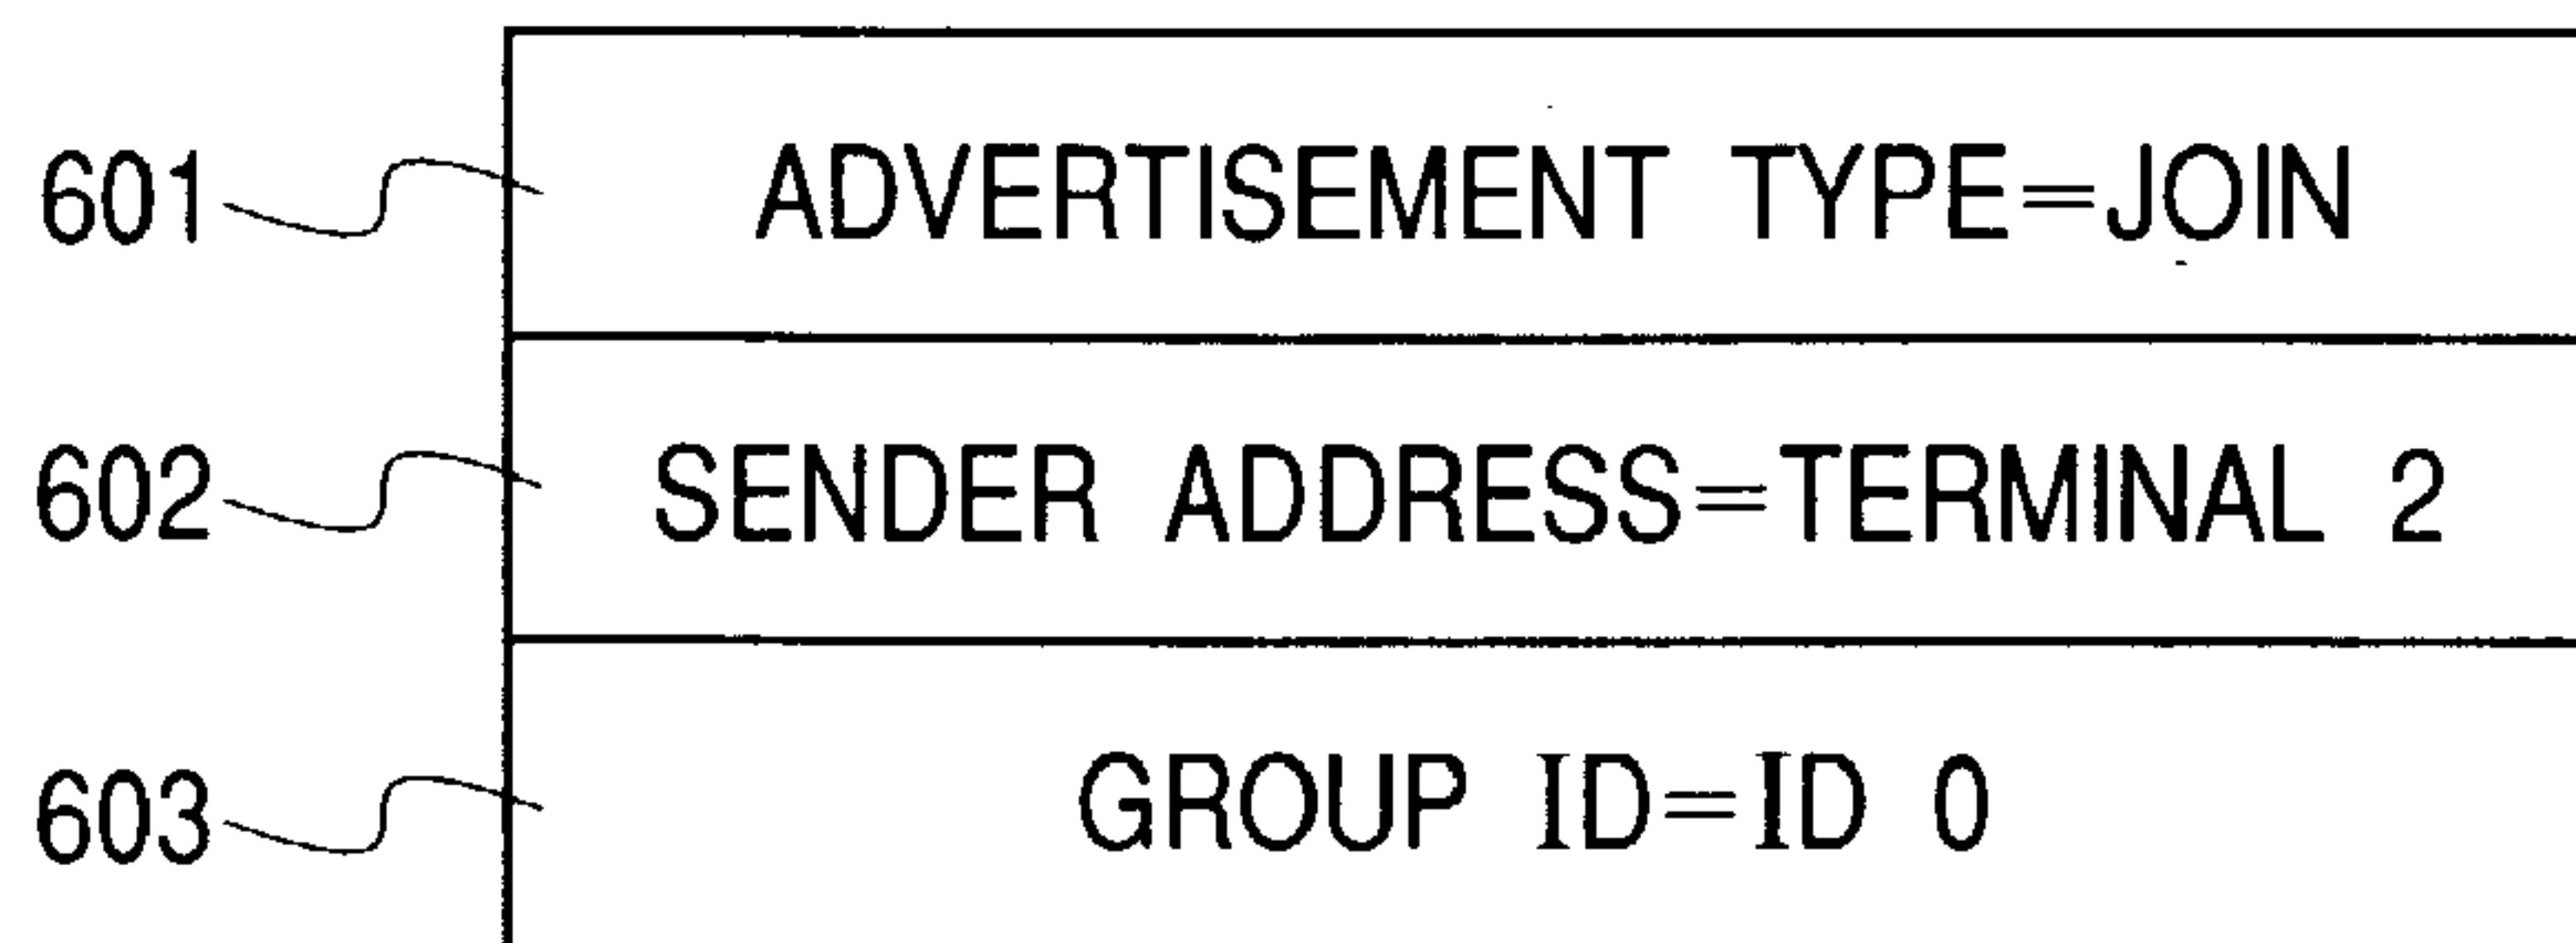 601 ADVERTISEMENT TYPE=JOIN
602 SENDER ADDRESS=TERMINAL 2
603 GROUP ID=ID 0